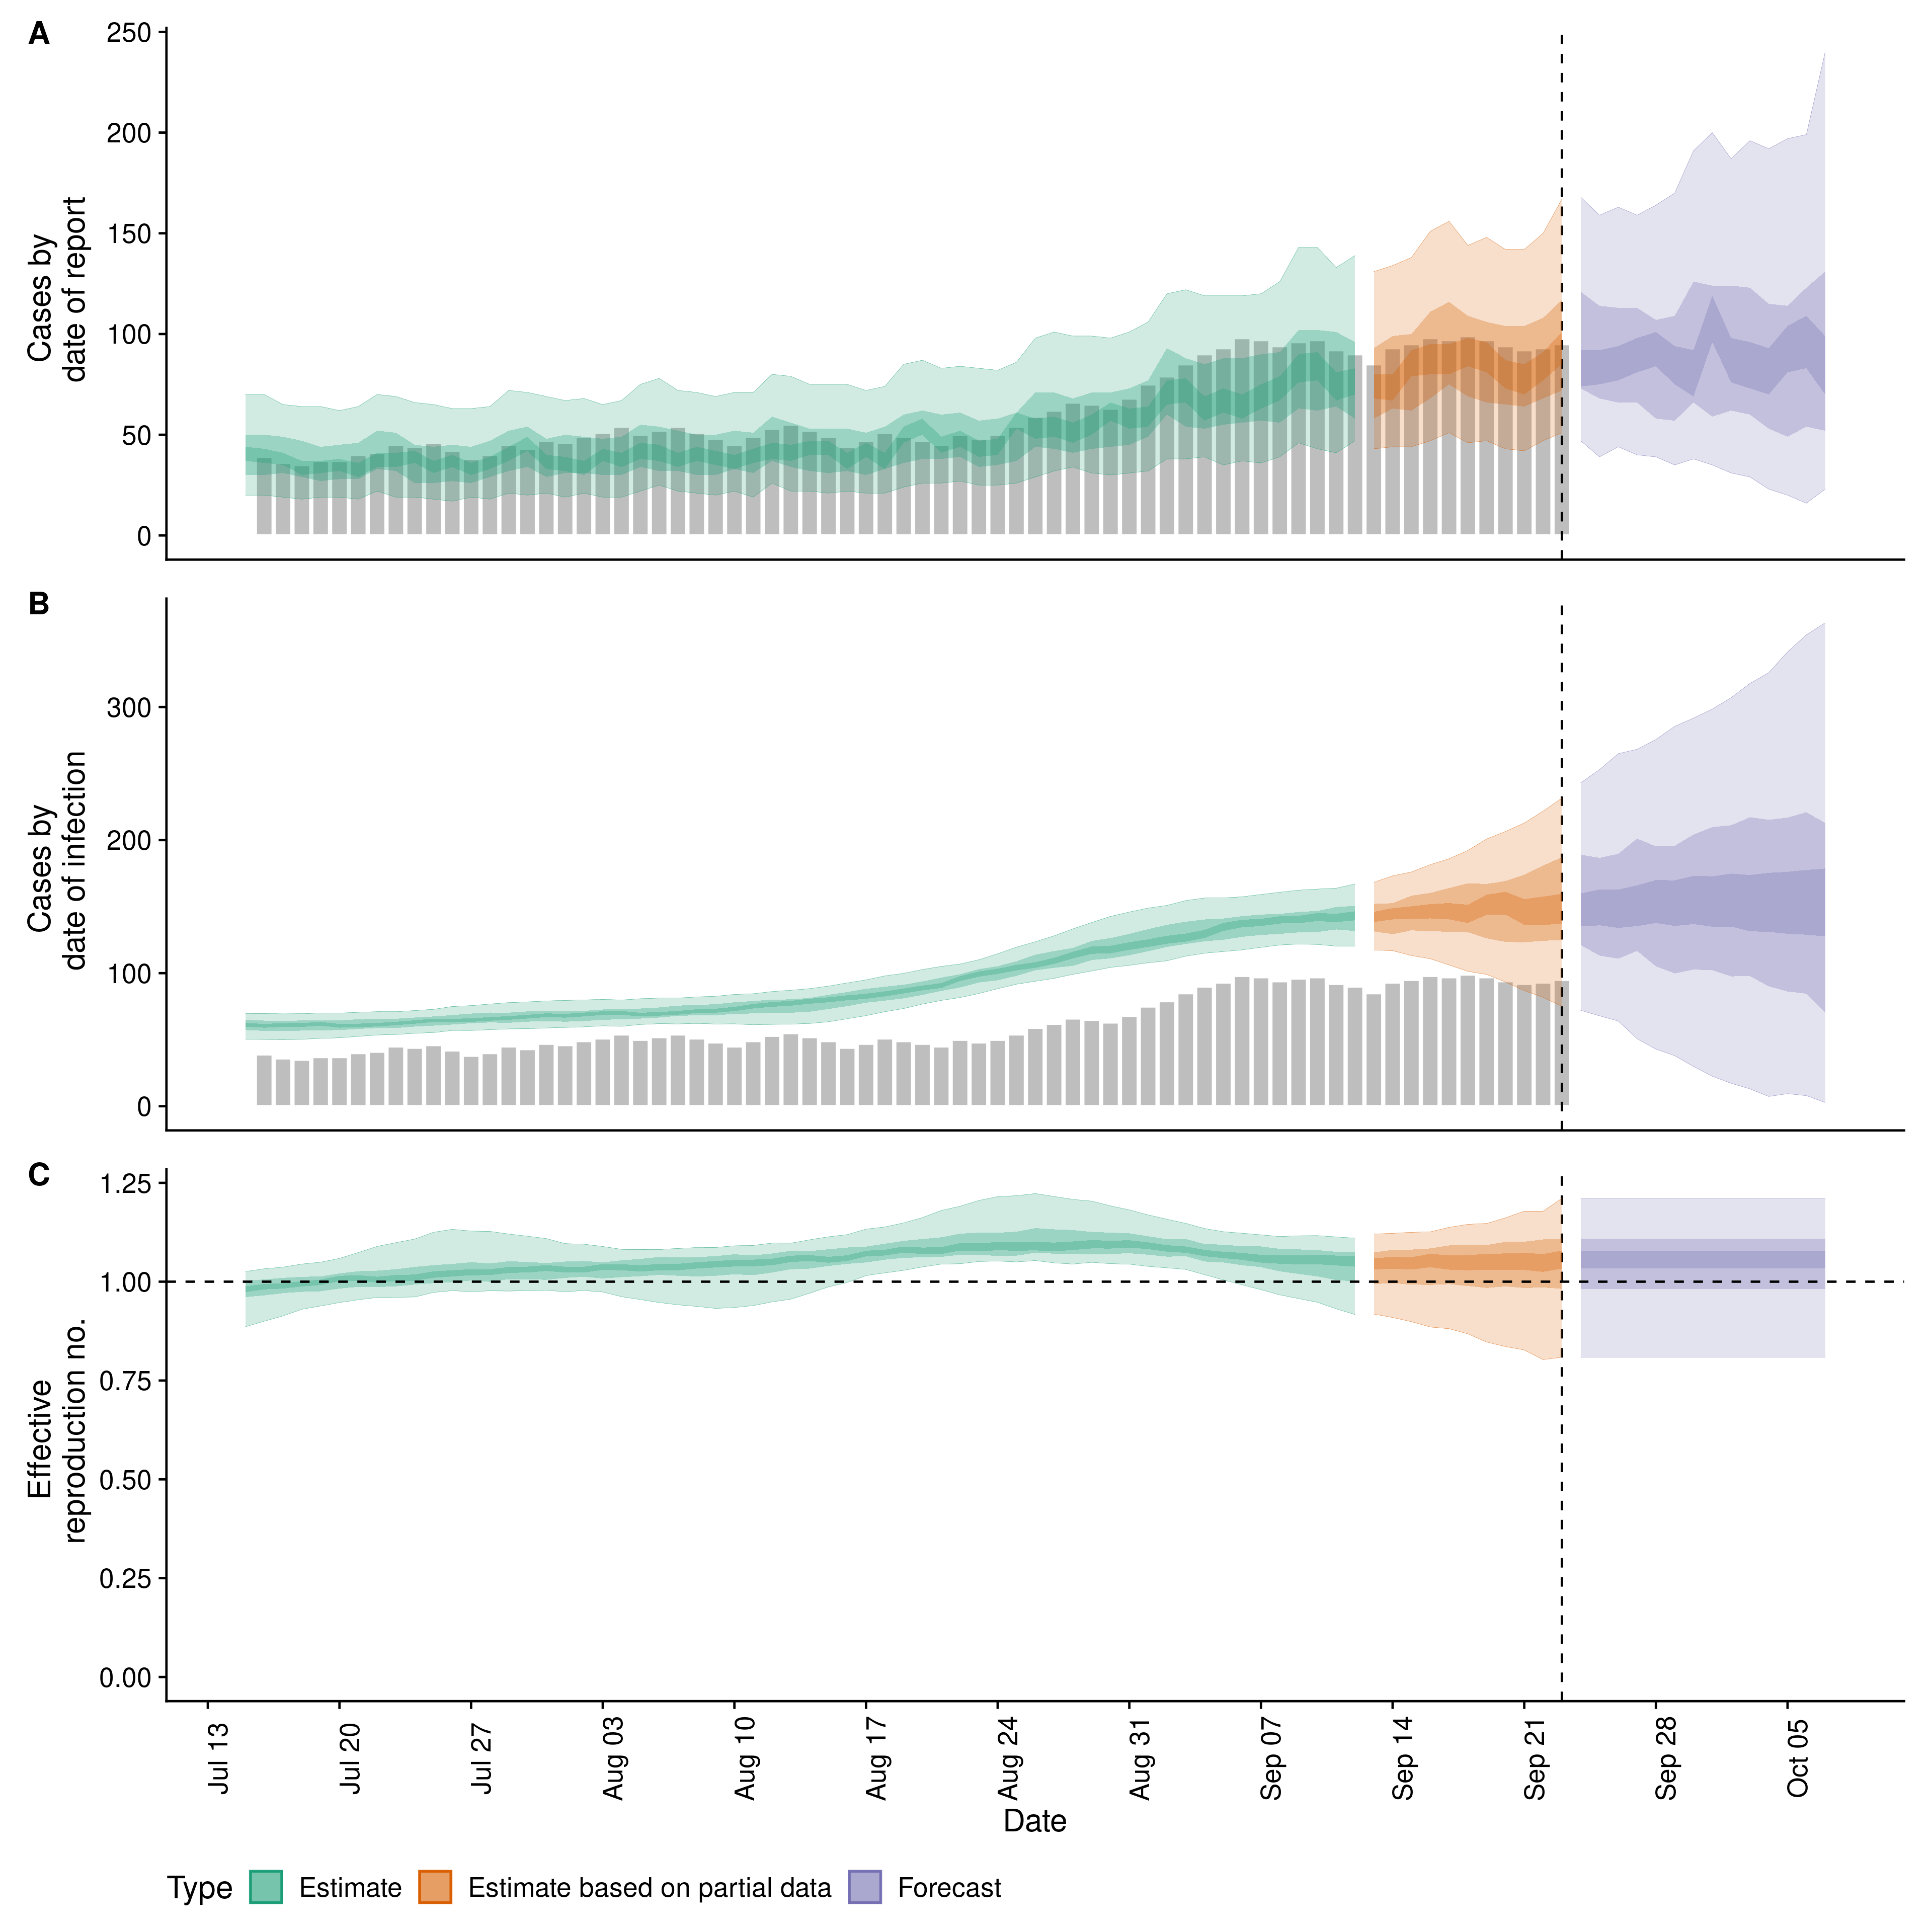 A
250
200
150
100
50
0
Cases by
date of report
B
300
200
100
0
Cases by
date of infection
C
1.25
1.00
0.75
0.50
0.25
0.00
Effective
reproduction no.
Jul 13
Jul 20
Jul 27
Aug 03
Aug 10
Aug 17
Aug 24
Aug 31
Sep 07
Sep 14
Sep 21
Sep 28
Oct 05
Date
Type Estimate Estimate based on partial data Forecast